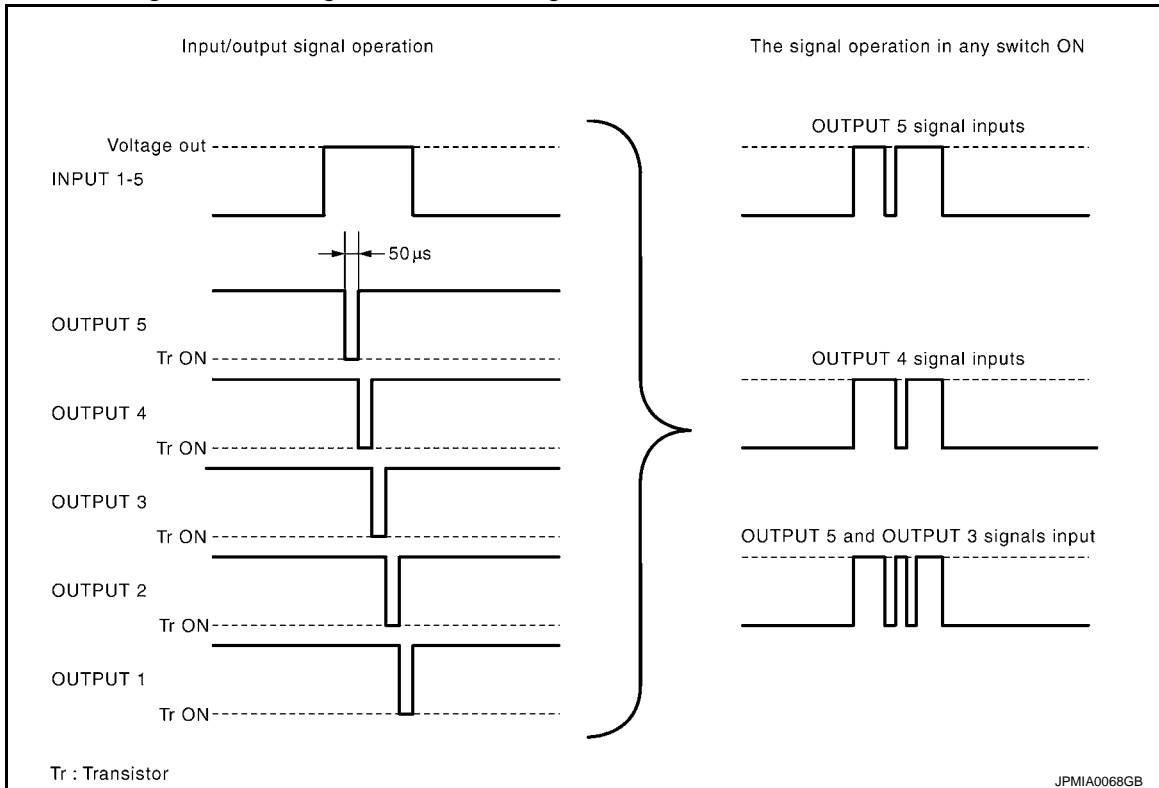 Input/output signal operation
The signal operation in any switch ON
Voltage out
INPUT 1-5
50 μs
OUTPUT 5
Tr ON
OUTPUT 4
Tr ON
OUTPUT 3
Tr ON
OUTPUT 2
Tr ON
OUTPUT 1
Tr ON
OUTPUT 5 signal inputs
OUTPUT 4 signal inputs
OUTPUT 5 and OUTPUT 3 signals input
Tr : Transistor
JPMIA0068GB